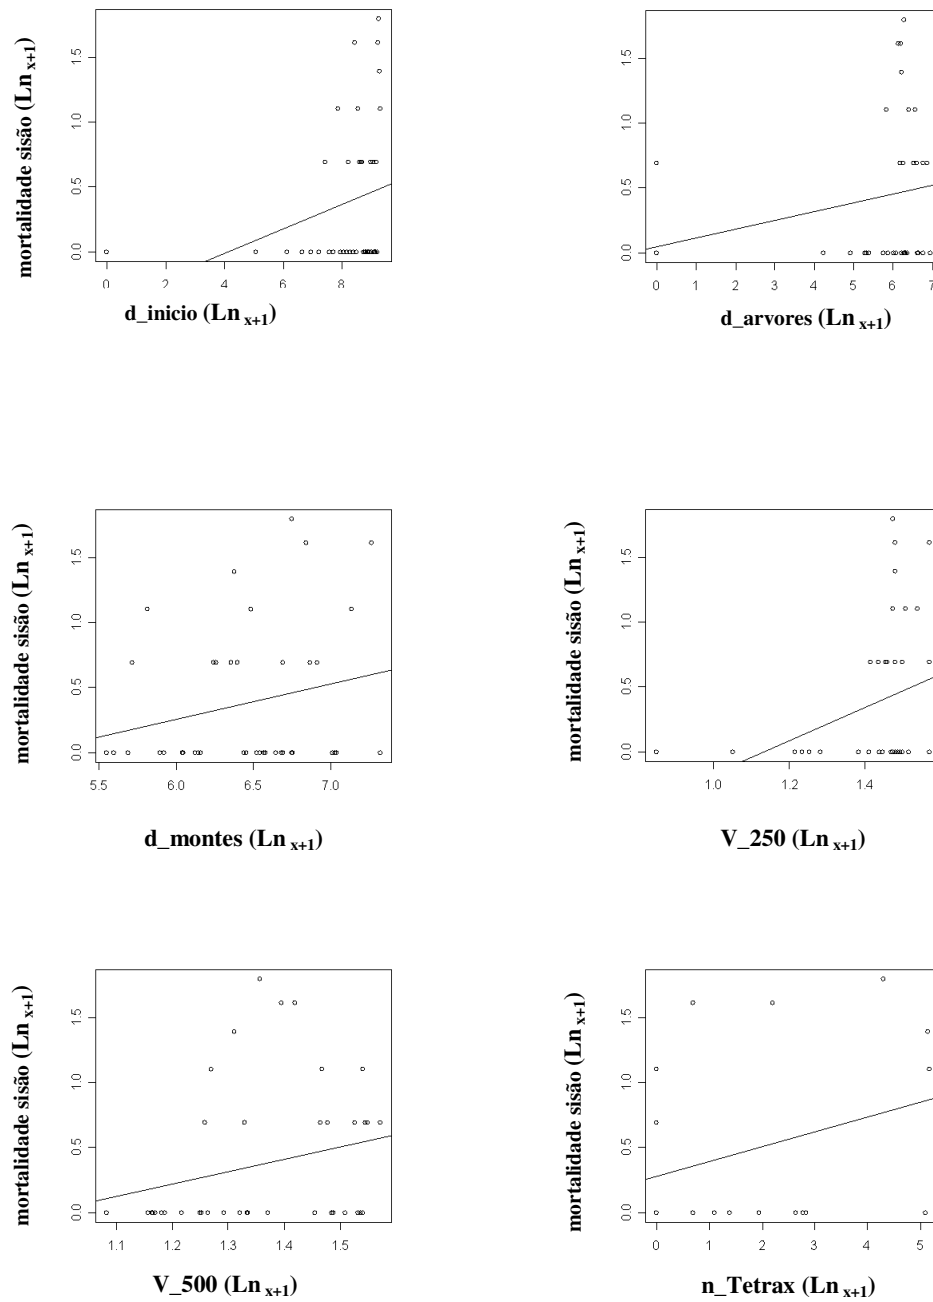 mortalidade sisão (Ln x+1)
0.0 0.5 1.0 1.5
0 2 4 6 8
d_inicio (Ln x+1)
mortalidade sisão (Ln x+1)
0.0 0.5 1.0 1.5
0 1 2 3 4 5 6 7
d_arvores (Ln x+1)
mortalidade sisão (Ln x+1)
0.0 0.5 1.0 1.5
5.5 6.0 6.5 7.0
d_montes (Ln x+1)
mortalidade sisão (Ln x+1)
0.0 0.5 1.0 1.5
1.0 1.2 1.4
V_250 (Ln x+1)
mortalidade sisão (Ln x+1)
0.0 0.5 1.0 1.5
1.1 1.2 1.3 1.4 1.5
V_500 (Ln x+1)
mortalidade sisão (Ln x+1)
0.0 0.5 1.0 1.5
0 1 2 3 4 5
n_Tetrax (Ln x+1)